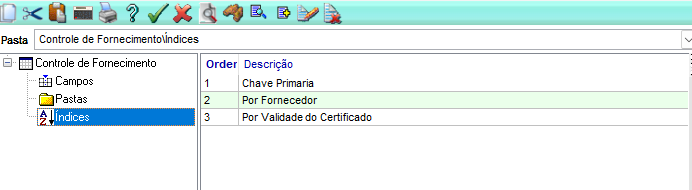 Pasta Controle de Fornecimento\Índices
Controle de Fornecimento
Campos
Pastas
Índices
Order Descrição
1 Chave Primaria
2 Por Fornecedor
3 Por Validade do Certificado